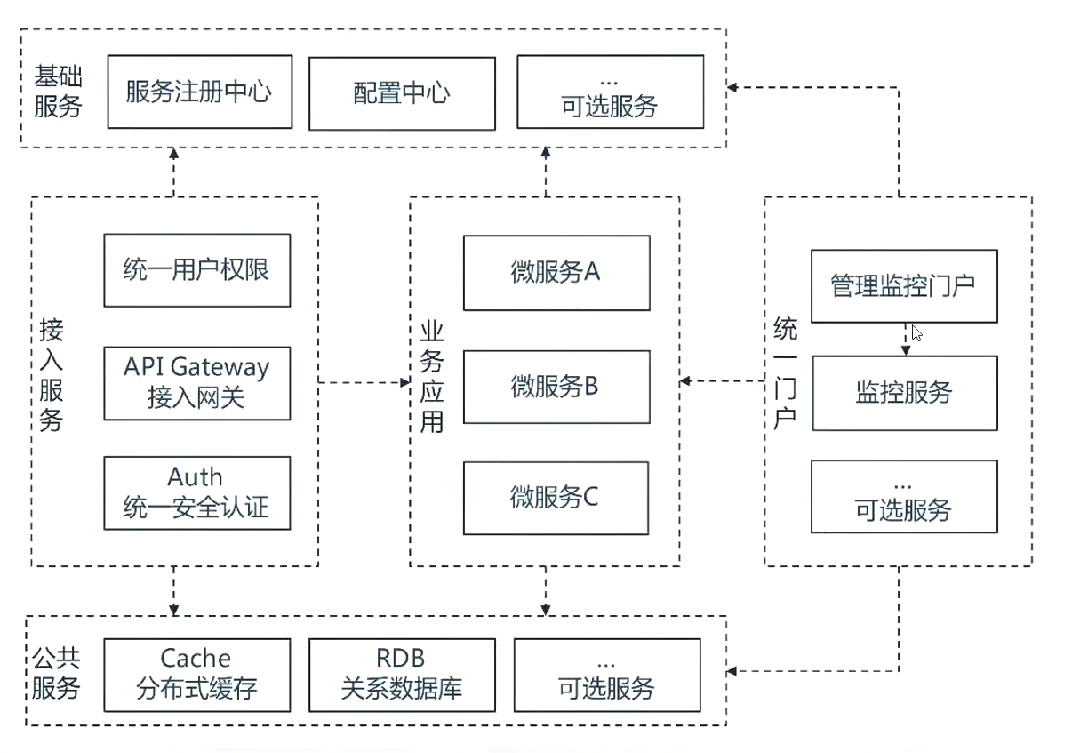 基础
服务
服务注册中心
配置中心
...
可选服务
接
入
服
务
统一用户权限
API Gateway
接入网关
Auth
统一安全认证
业
务
应
用
微服务A
微服务B
微服务C
统
一
门
户
管理监控门户
监控服务
...
可选服务
公共
服务
Cache
分布式缓存
RDB
关系数据库
...
可选服务